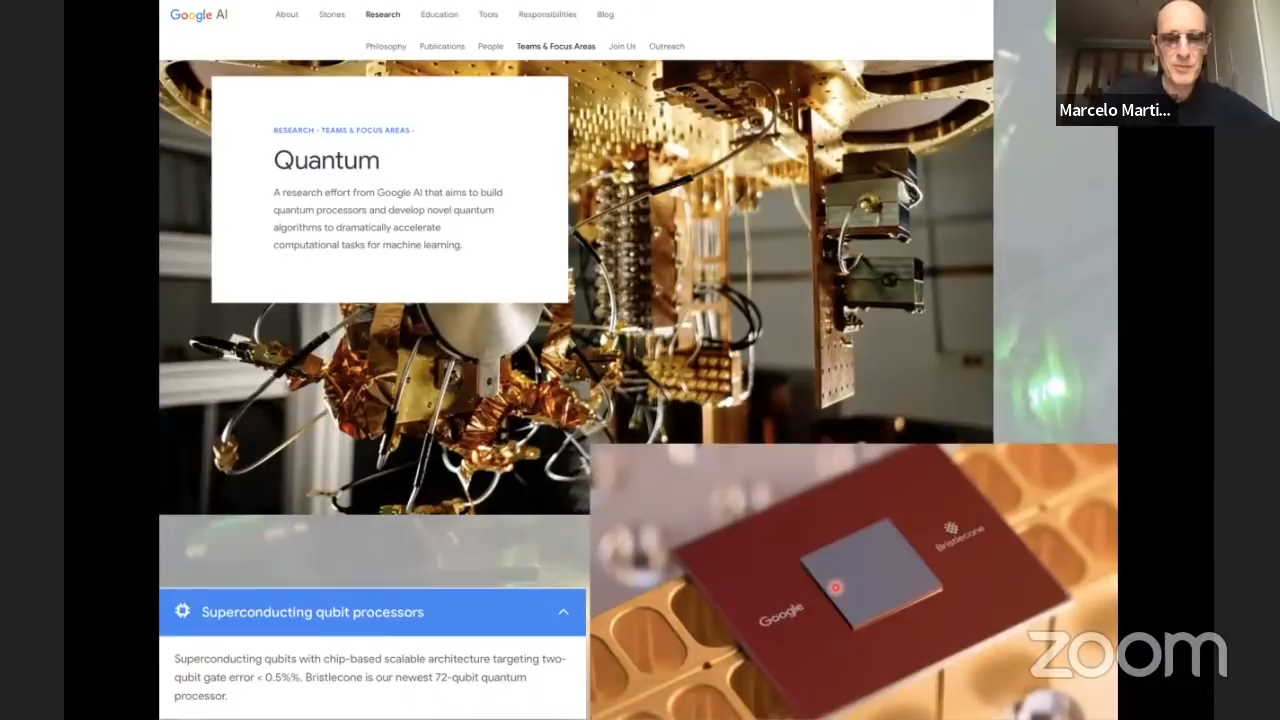 Google AI
About Stories Research Education Tools Responsibilities Blog
Philosophy Publications People Teams & Focus Areas Join Us Outreach
Marcelo Marti...
RESEARCH › TEAMS & FOCUS AREAS ›
Quantum
A research effort from Google AI that aims to build
quantum processors and develop novel quantum
algorithms to dramatically accelerate
computational tasks for machine learning.
Bristlecone
Google
Superconducting qubit processors
Superconducting qubits with chip-based scalable architecture targeting two-
qubit gate error < 0.5%%. Bristlecone is our newest 72-qubit quantum
processor.
zoom